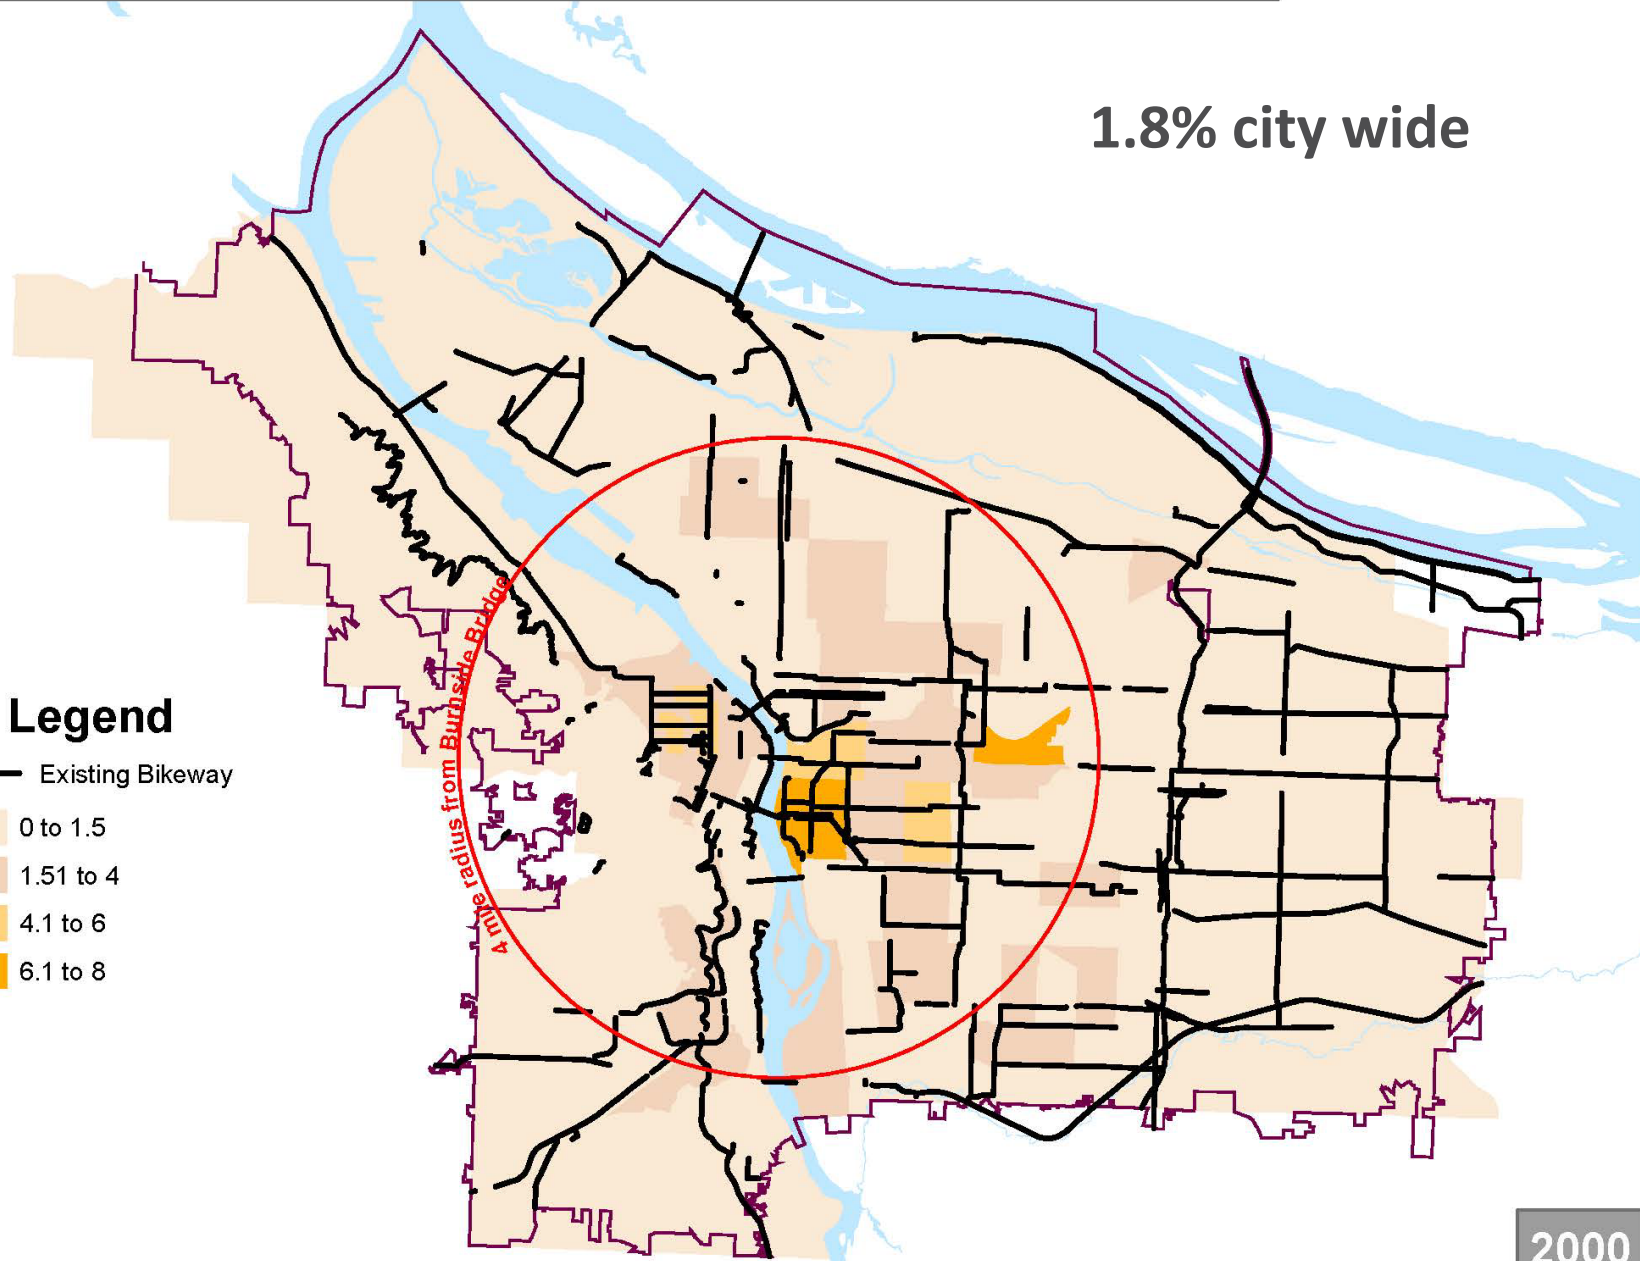 1.8% city wide
4 mile radius from Burnside Bridge
Legend
Existing Bikeway
0 to 1.5
1.51 to 4
4.1 to 6
6.1 to 8
2000